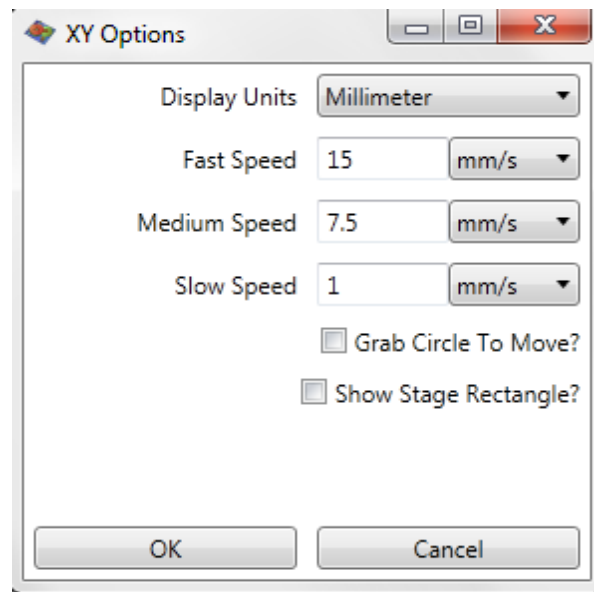 XY Options
Display Units Millimeter
Fast Speed 15 mm/s
Medium Speed 7.5 mm/s
Slow Speed 1 mm/s
Grab Circle To Move?
Show Stage Rectangle?
OK Cancel